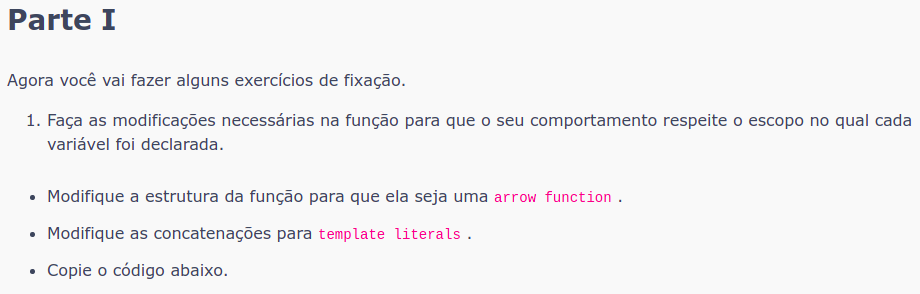 Parte I
Agora você vai fazer alguns exercícios de fixação.
1. Faça as modificações necessárias na função para que o seu comportamento respeite o escopo no qual cada
variável foi declarada.
• Modifique a estrutura da função para que ela seja uma arrow function .
• Modifique as concatenações para template literals .
• Copie o código abaixo.